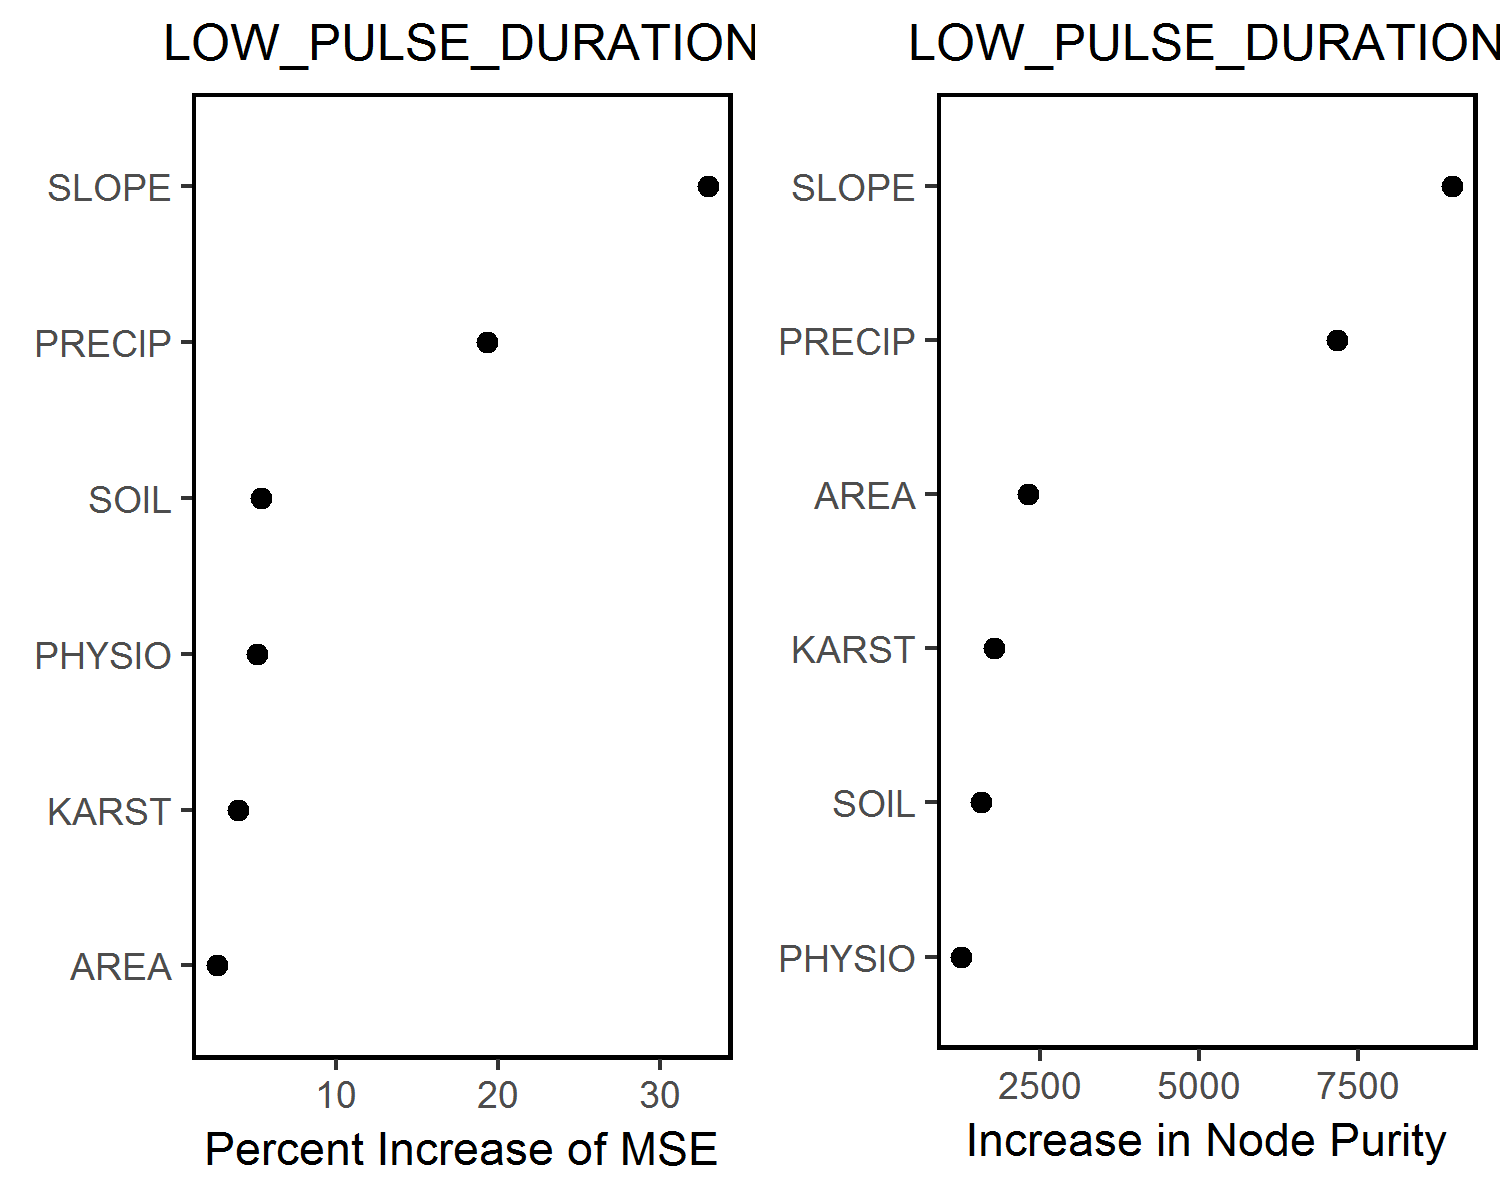 LOW_PULSE_DURATION
SLOPE
PRECIP
SOIL
PHYSIO
KARST
AREA
10 20 30
Percent Increase of MSE
LOW_PULSE_DURATION
SLOPE
PRECIP
AREA
KARST
SOIL
PHYSIO
2500 5000 7500
Increase in Node Purity